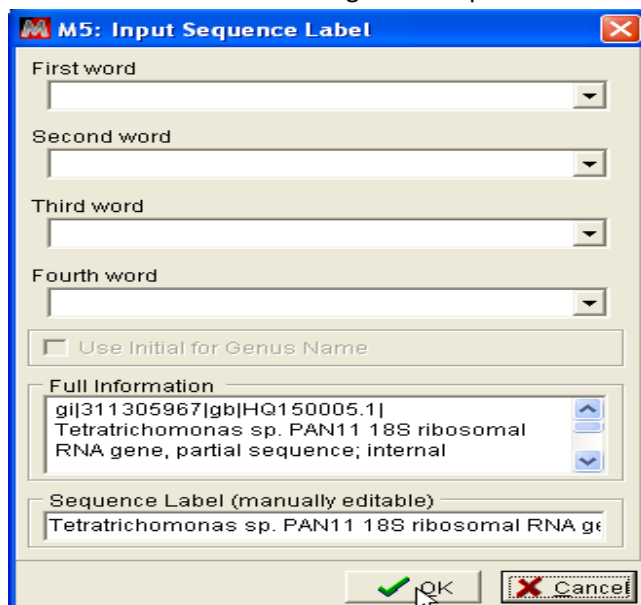 M5: Input Sequence Label
First word
Second word
Third word
Fourth word
Use Initial for Genus Name
Full Information
gi|311305967|gb|HQ150005.1|
Tetratrichomonas sp. PAN11 18S ribosomal
RNA gene, partial sequence; internal
Sequence Label (manually editable)
Tetratrichomonas sp. PAN11 18S ribosomal RNA ge
OK Cancel